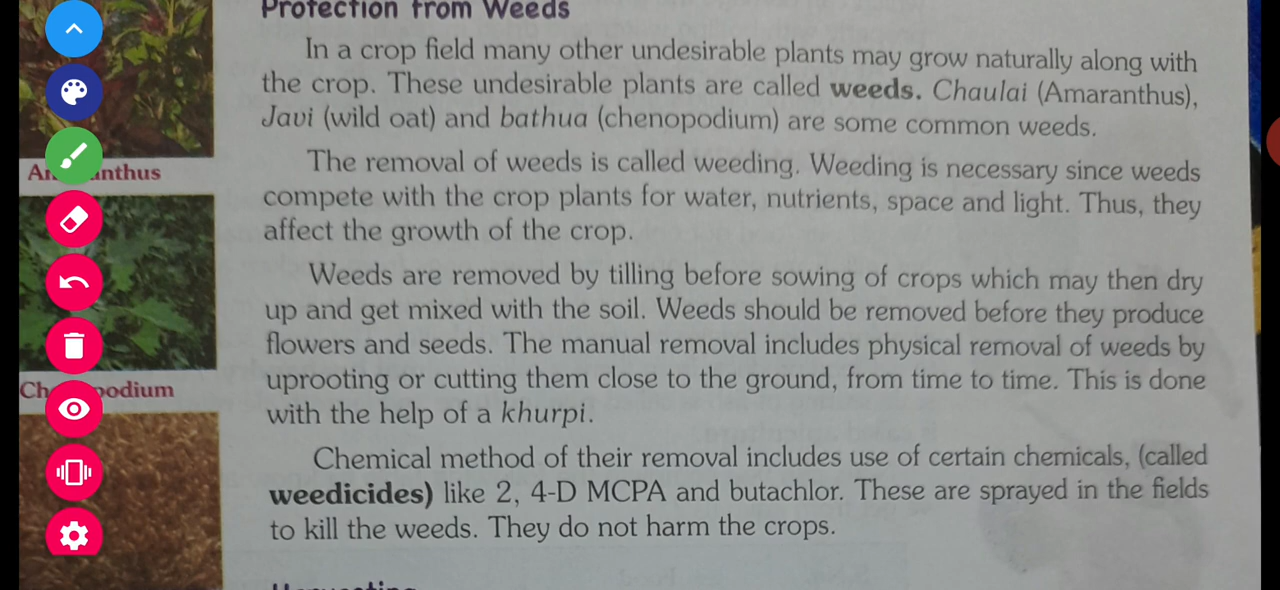 Protection from Weeds
In a crop field many other undesirable plants may grow naturally along with
the crop. These undesirable plants are called weeds. Chaulai (Amaranthus),
Javi (wild oat) and bathua (chenopodium) are some common weeds.
The removal of weeds is called weeding. Weeding is necessary since weeds
compete with the crop plants for water, nutrients, space and light. Thus, they
affect the growth of the crop.
Weeds are removed by tilling before sowing of crops which may then dry
up and get mixed with the soil. Weeds should be removed before they produce
flowers and seeds. The manual removal includes physical removal of weeds by
uprooting or cutting them close to the ground, from time to time. This is done
with the help of a khurpi.
Chemical method of their removal includes use of certain chemicals, (called
weedicides) like 2, 4-D MCPA and butachlor. These are sprayed in the fields
to kill the weeds. They do not harm the crops.
Harvesting